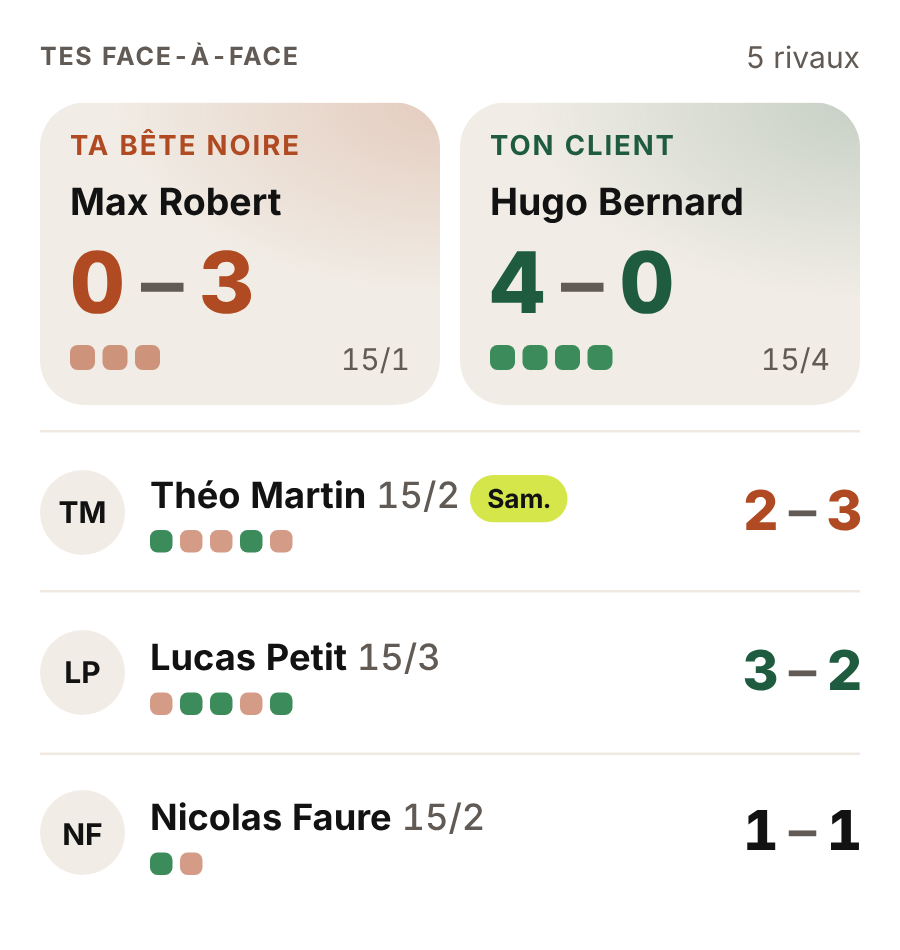 TES FACE-À-FACE
5 rivaux
TA BÊTE NOIRE
Max Robert
0 – 3
15/1
TON CLIENT
Hugo Bernard
4 – 0
15/4
TM
Théo Martin 15/2 Sam.
2 – 3
LP
Lucas Petit 15/3
3 – 2
NF
Nicolas Faure 15/2
1 – 1